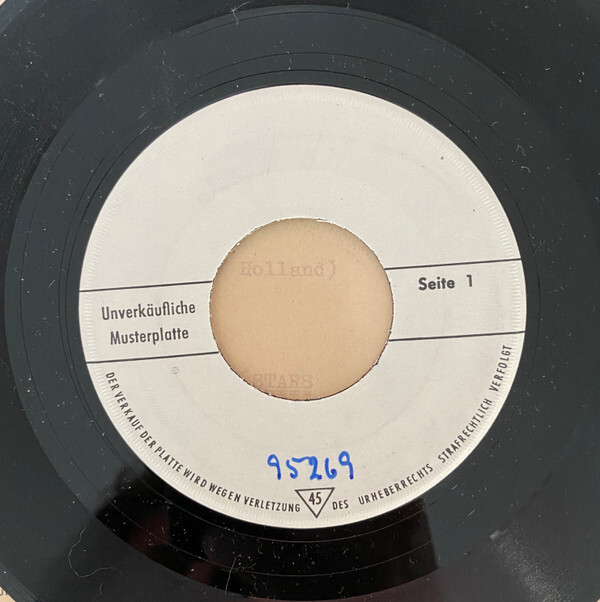 Holland)
Seite 1
Unverkäufliche
Musterplatte
STARS
95269
DER VERKAUF DER PLATTE WIRD WEGEN VERLETZUNG 45 DES URHEBERRECHTS STRAFRECHTLICH VERFOLGT